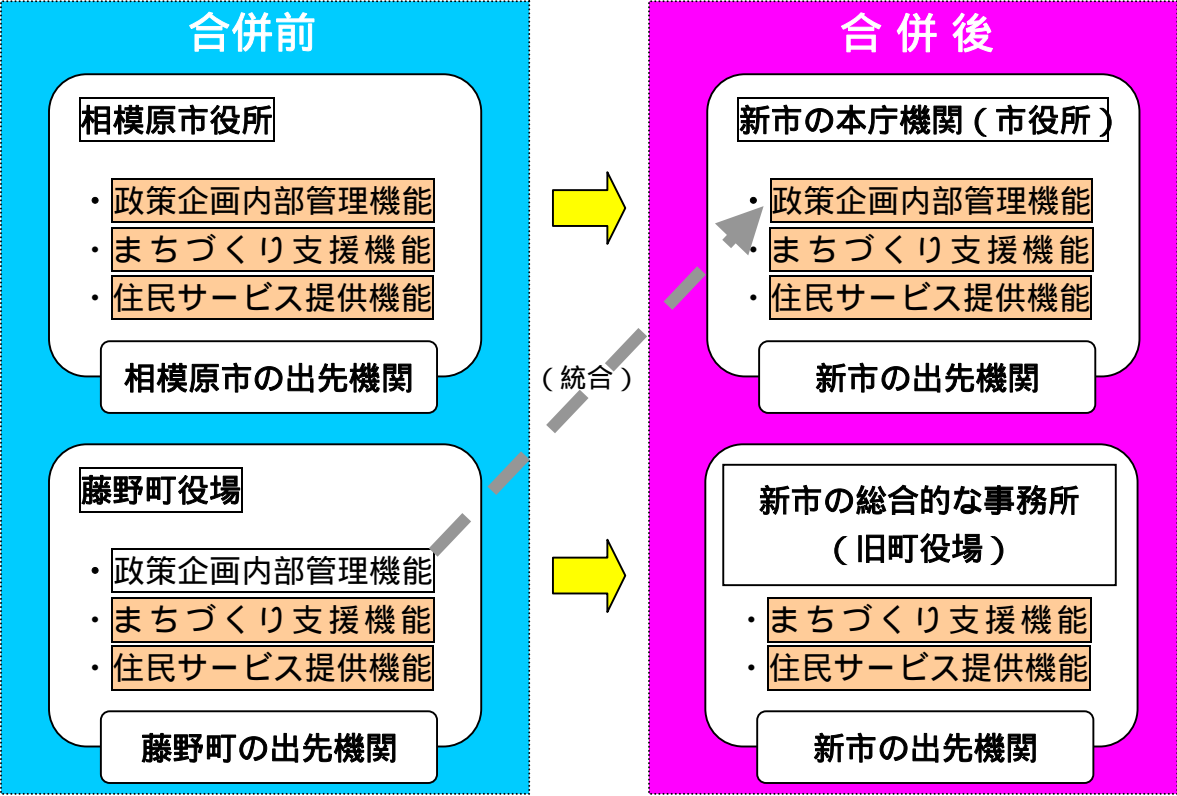 合併前
相模原市役所
・政策企画内部管理機能
・まちづくり支援機能
・住民サービス提供機能
相模原市の出先機関
藤野町役場
・政策企画内部管理機能
・まちづくり支援機能
・住民サービス提供機能
藤野町の出先機関
（統合）
合 併 後
新市の本庁機関（市役所）
・政策企画内部管理機能
・まちづくり支援機能
・住民サービス提供機能
新市の出先機関
新市の総合的な事務所
（旧町役場）
・まちづくり支援機能
・住民サービス提供機能
新市の出先機関